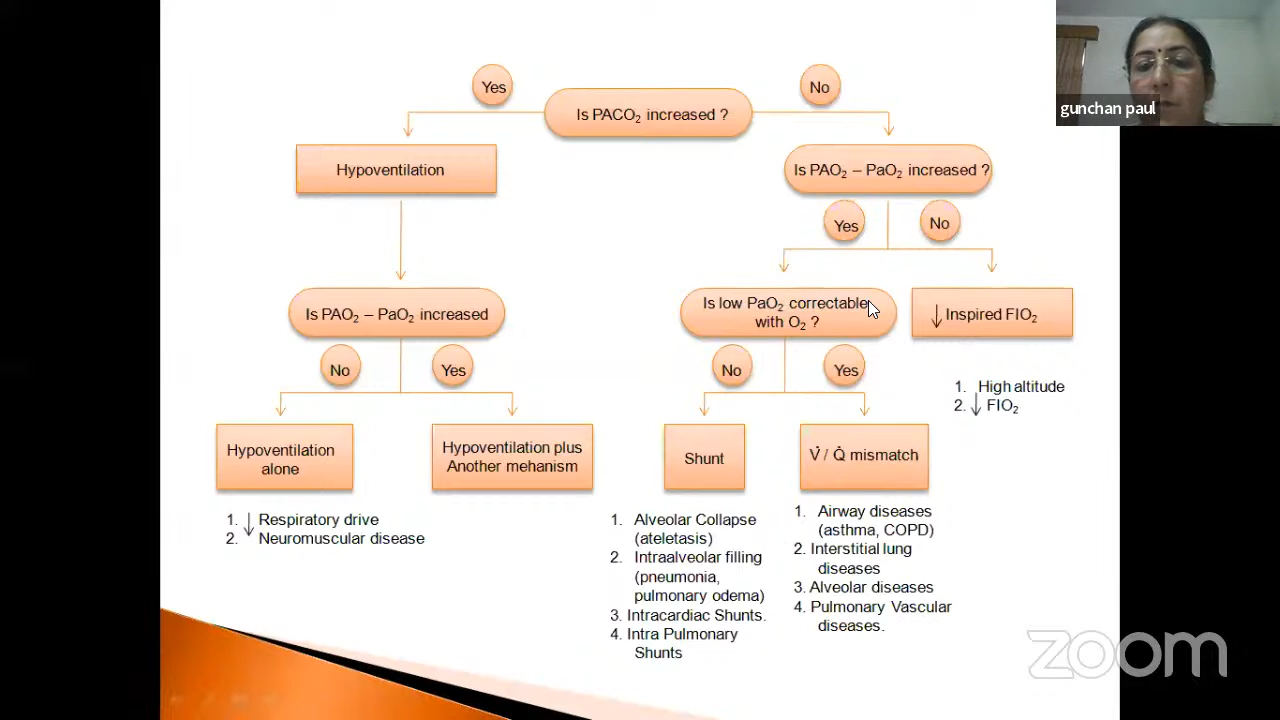 Yes
Is PACO₂ increased ?
No
gunchan paul
Hypoventilation
Is PAO₂ – PaO₂ increased ?
Yes
No
Is PAO₂ – PaO₂ increased
Is low PaO₂ correctable
with O₂ ?
↓ Inspired FIO₂
No
Yes
No
Yes
1. High altitude
2. ↓ FIO₂
Hypoventilation
alone
Hypoventilation plus
Another mehanism
Shunt
V̇ / Q̇ mismatch
1. ↓ Respiratory drive
2. Neuromuscular disease
1. Alveolar Collapse
(ateletasis)
2. Intraalveolar filling
(pneumonia,
pulmonary odema)
3. Intracardiac Shunts.
4. Intra Pulmonary
Shunts
1. Airway diseases
(asthma, COPD)
2. Interstitial lung
diseases
3. Alveolar diseases
4. Pulmonary Vascular
diseases.
zoom